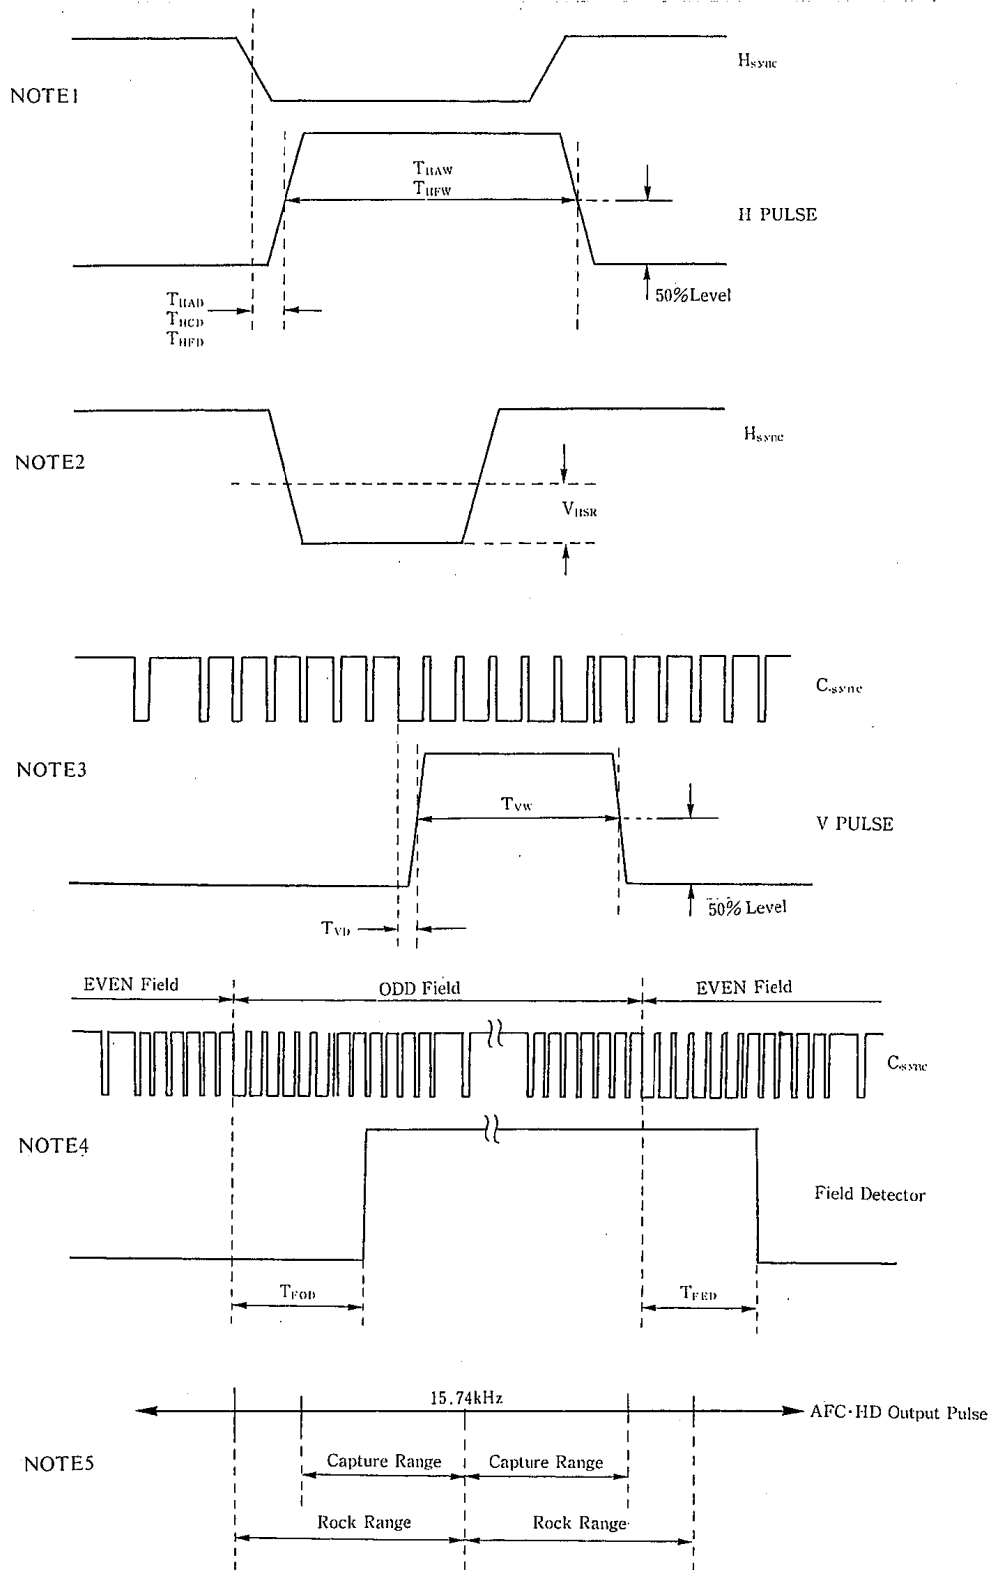 Hsync
NOTE1
THAW
THFW
H PULSE
50%Level
THAD
THCD
THFD
Hsync
NOTE2
VHSR
Csync
NOTE3
TVW
V PULSE
50% Level
TVD
EVEN Field
ODD Field
EVEN Field
Csync
NOTE4
Field Detector
TFOD
TFED
15.74kHz
AFC·HD Output Pulse
NOTE5
Capture Range
Capture Range
Rock Range
Rock Range